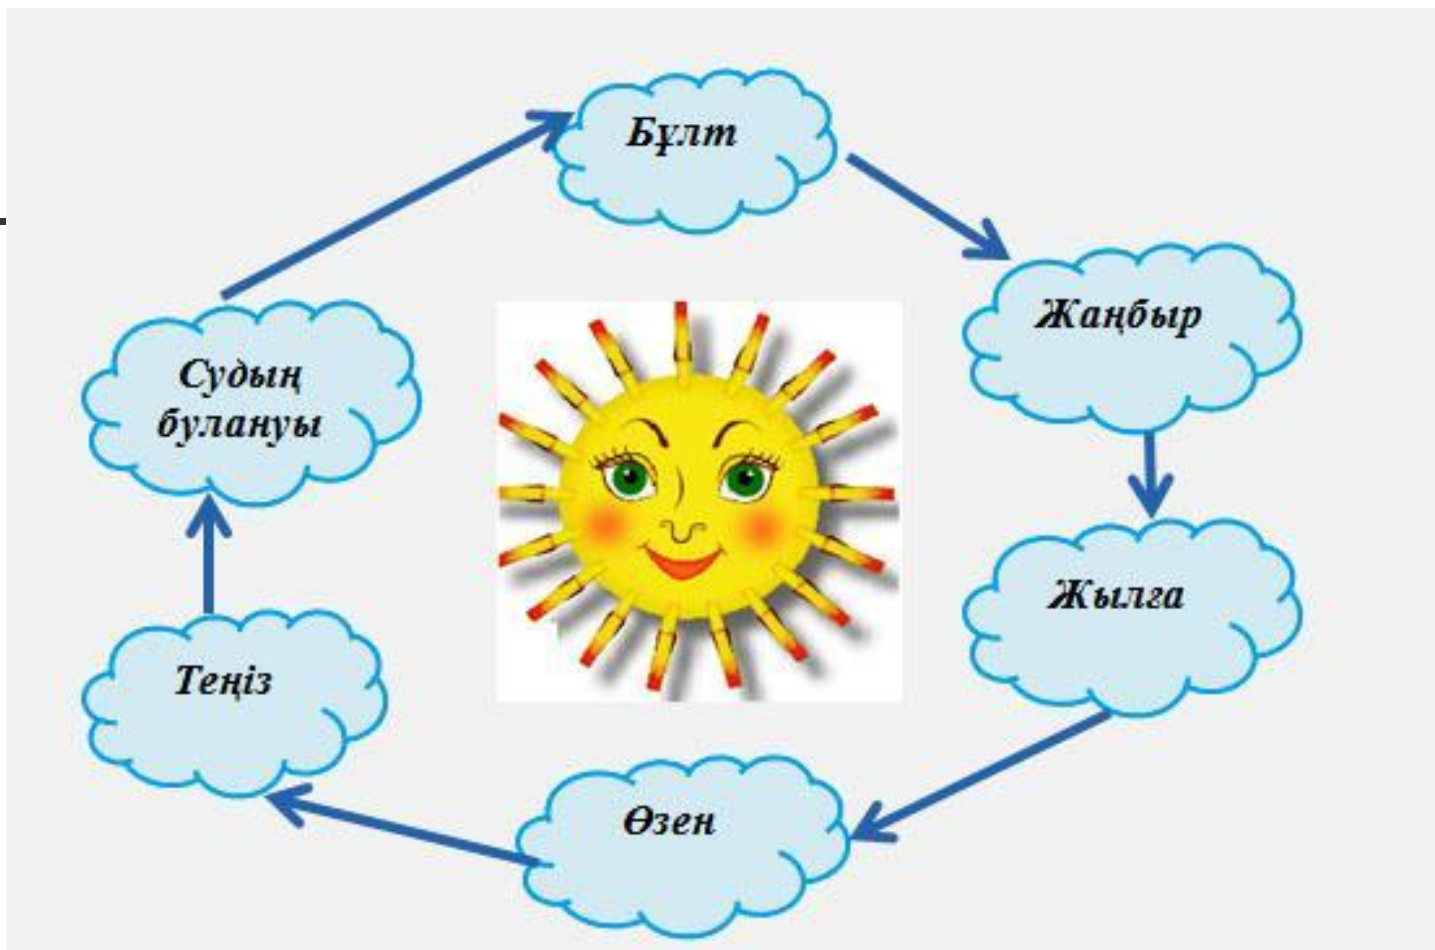 Бұлт
Жаңбыр
Жылға
Өзен
Теңіз
Судың
булануы